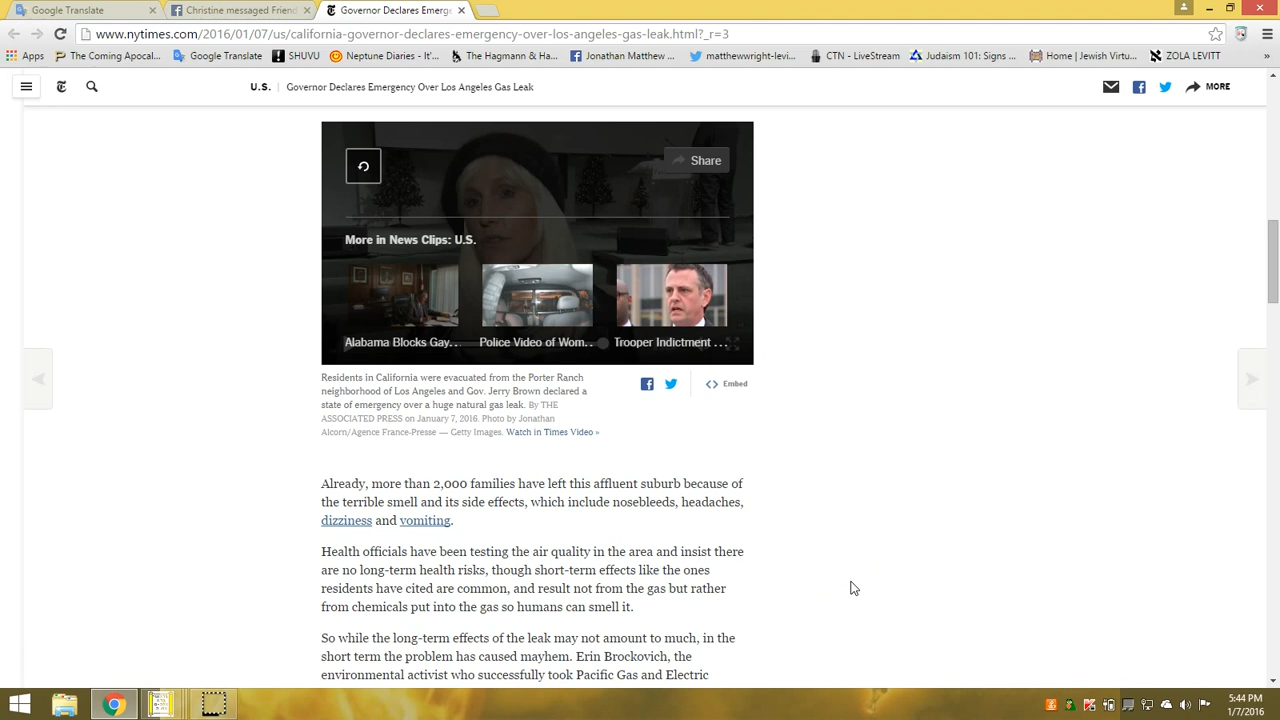 Google Translate
Christine messaged Friend
Governor Declares Emerge
www.nytimes.com/2016/01/07/us/california-governor-declares-emergency-over-los-angeles-gas-leak.html?_r=3
Apps The Coming Apocal... Google Translate SHUVU Neptune Diaries - It'... The Hagmann & Ha... Jonathan Matthew ... matthewwright-levi... CTN - LiveStream Judaism 101: Signs ... Home | Jewish Virtu... ZOLA LEVITT
U.S. Governor Declares Emergency Over Los Angeles Gas Leak MORE
Share
More in News Clips: U.S.
Alabama Blocks Gay... Police Video of Wom... Trooper Indictment ...
Residents in California were evacuated from the Porter Ranch
neighborhood of Los Angeles and Gov. Jerry Brown declared a
state of emergency over a huge natural gas leak. By THE
ASSOCIATED PRESS on January 7, 2016. Photo by Jonathan
Alcorn/Agence France-Presse — Getty Images. Watch in Times Video »
Embed
Already, more than 2,000 families have left this affluent suburb because of
the terrible smell and its side effects, which include nosebleeds, headaches,
dizziness and vomiting.
Health officials have been testing the air quality in the area and insist there
are no long-term health risks, though short-term effects like the ones
residents have cited are common, and result not from the gas but rather
from chemicals put into the gas so humans can smell it.
So while the long-term effects of the leak may not amount to much, in the
short term the problem has caused mayhem. Erin Brockovich, the
environmental activist who successfully took Pacific Gas and Electric
5:44 PM
1/7/2016